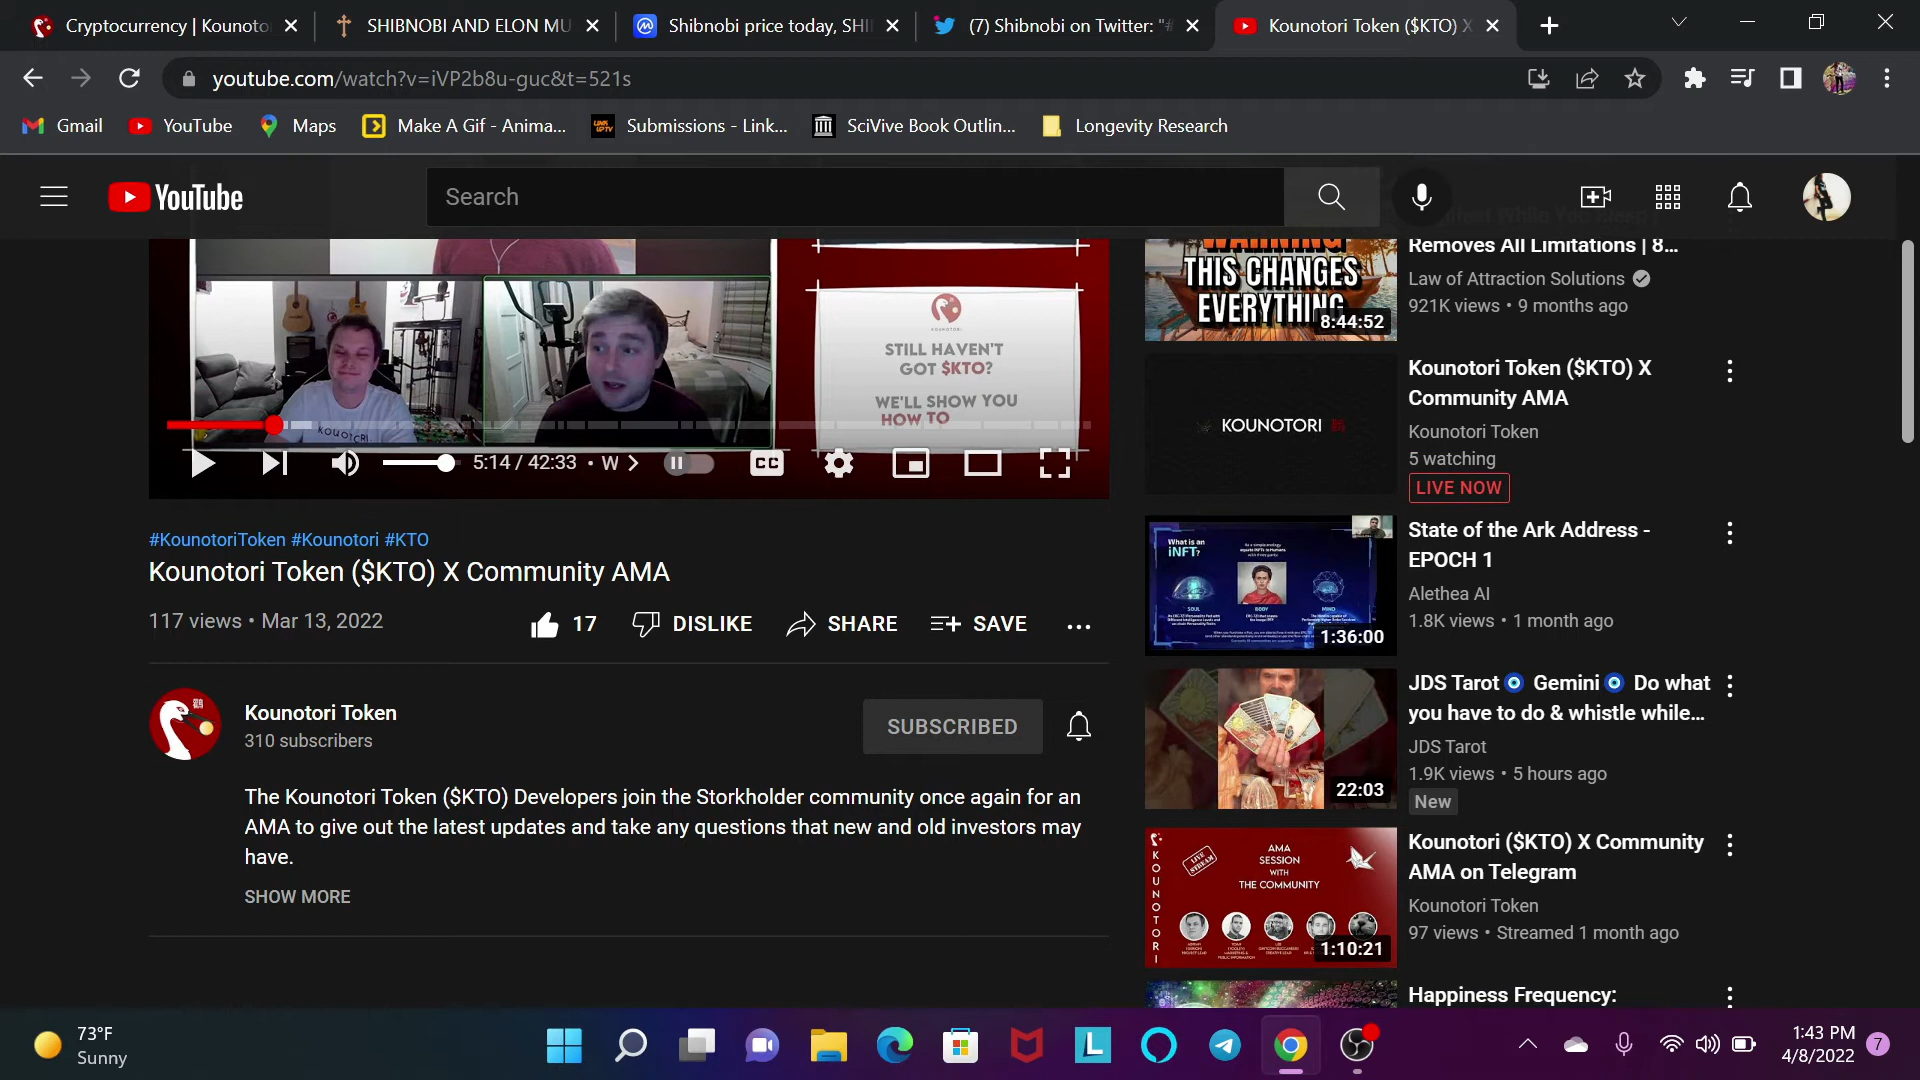 Cryptocurrency | Kounoto
SHIBNOBI AND ELON MU
Shibnobi price today, SHI
(7) Shibnobi on Twitter: "#
Kounotori Token ($KTO) X
youtube.com/watch?v=iVP2b8u-guc&t=521s
Gmail
YouTube
Maps
Make A Gif - Anima...
Submissions - Link...
SciVive Book Outlin...
Longevity Research
YouTube
Search
KOUNOTORI
STILL HAVEN'T
GOT $KTO?
WE'LL SHOW YOU
HOW TO
5:14 / 42:33 • W
CC
#KounotoriToken #Kounotori #KTO
Kounotori Token ($KTO) X Community AMA
117 views • Mar 13, 2022
17
DISLIKE
SHARE
SAVE
Kounotori Token
310 subscribers
SUBSCRIBED
The Kounotori Token ($KTO) Developers join the Storkholder community once again for an
AMA to give out the latest updates and take any questions that new and old investors may
have.
SHOW MORE
WARNING
THIS CHANGES
EVERYTHING
8:44:52
Removes All Limitations | 8...
Law of Attraction Solutions
921K views • 9 months ago
KOUNOTORI
Kounotori Token ($KTO) X
Community AMA
Kounotori Token
5 watching
LIVE NOW
What is an
iNFT?
SOUL
BODY
MIND
1:36:00
State of the Ark Address -
EPOCH 1
Alethea AI
1.8K views • 1 month ago
22:03
JDS Tarot🧿 Gemini🧿 Do what
you have to do & whistle while...
JDS Tarot
1.9K views • 5 hours ago
New
KOUNOTORI
LIVE
STREAM
AMA
SESSION
WITH
THE COMMUNITY
1:10:21
Kounotori ($KTO) X Community
AMA on Telegram
Kounotori Token
97 views • Streamed 1 month ago
Happiness Frequency:
73°F
Sunny
L
1:43 PM
4/8/2022
7